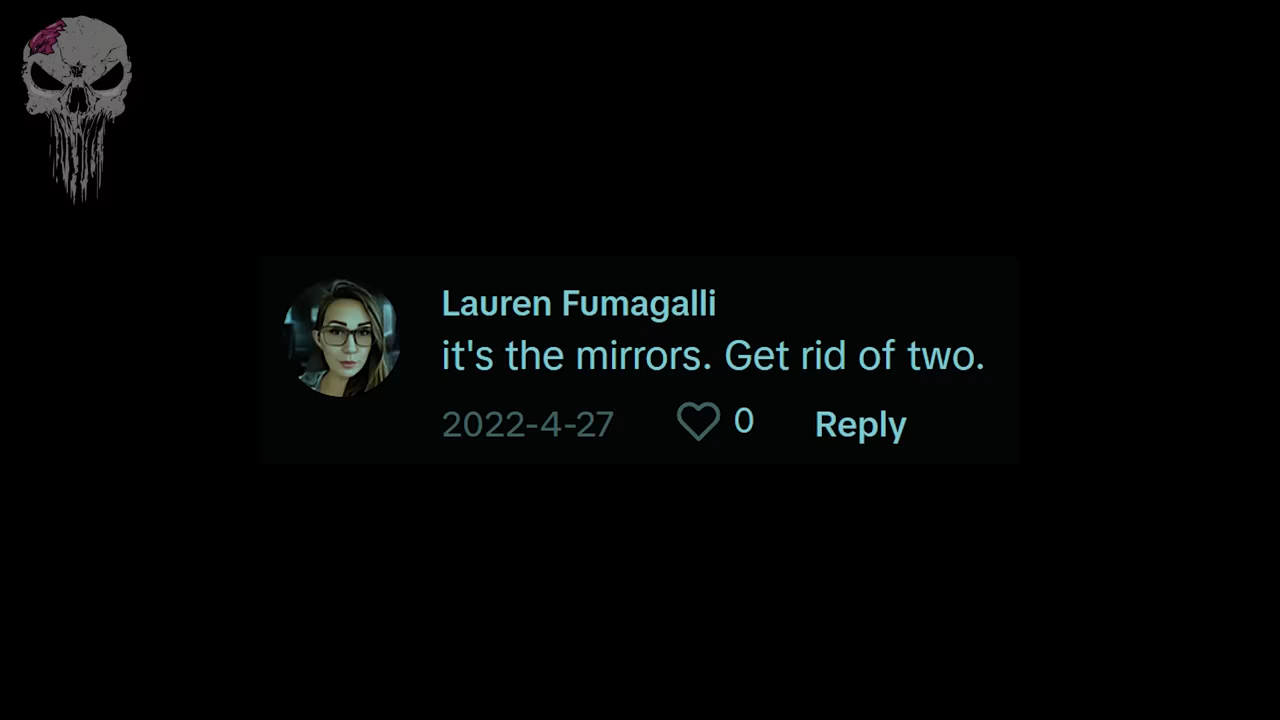 Lauren Fumagalli
it's the mirrors. Get rid of two.
2022-4-27 0 Reply